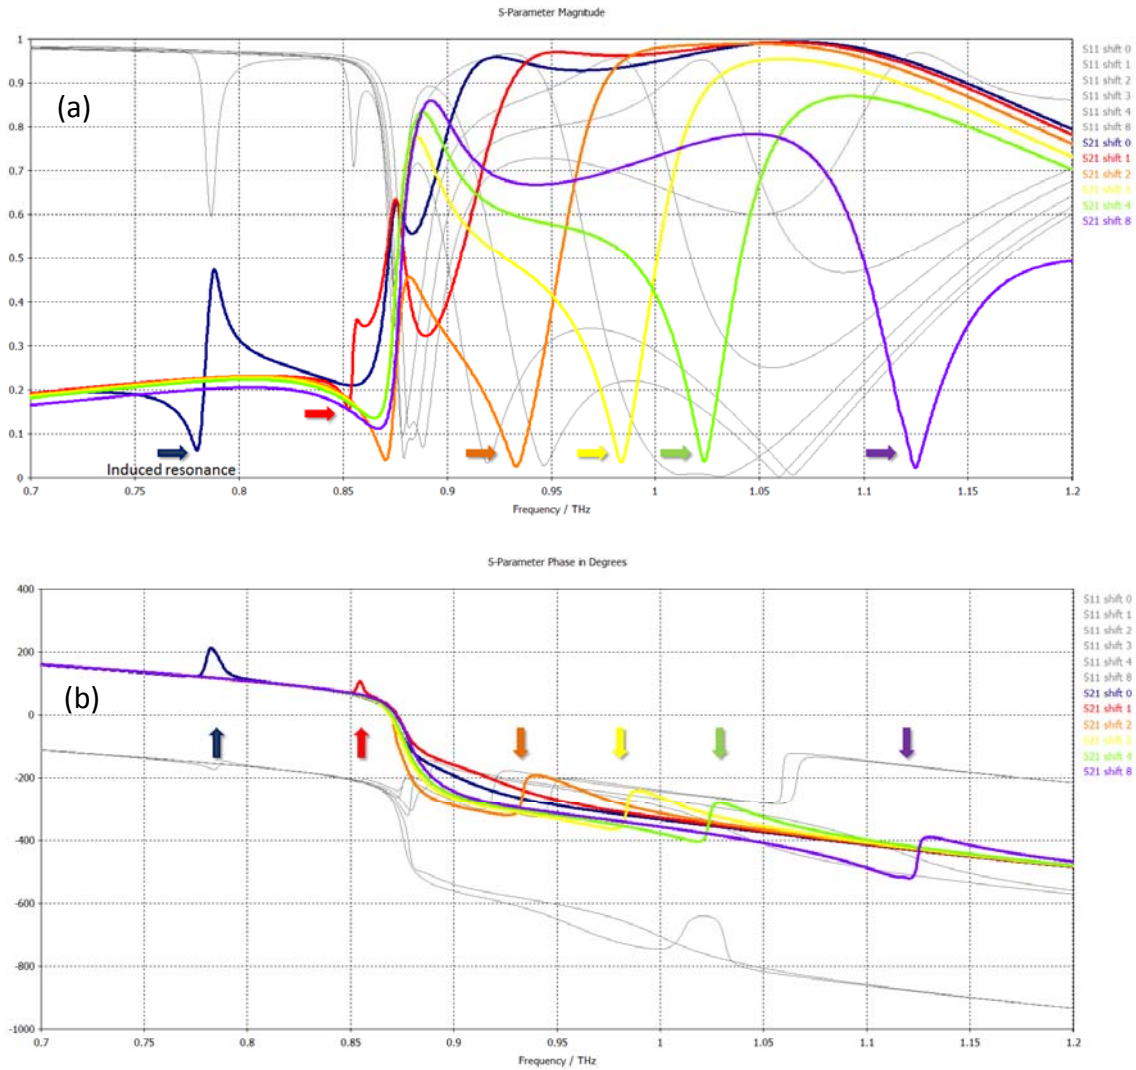 S-Parameter Magnitude
1
0.9
0.8
0.7
0.6
0.5
0.4
0.3
0.2
0.1
0
(a)
Induced resonance
0.7
0.75
0.8
0.85
0.9
0.95
1
1.05
1.1
1.15
1.2
Frequency / THz
S11 shift 0
S11 shift 1
S11 shift 2
S11 shift 3
S11 shift 4
S11 shift 8
S21 shift 0
S21 shift 1
S21 shift 2
S21 shift 3
S21 shift 4
S21 shift 8
S-Parameter Phase in Degrees
400
200
0
-200
-400
-600
-800
-1000
(b)
0.7
0.75
0.8
0.85
0.9
0.95
1
1.05
1.1
1.15
1.2
Frequency / THz
S11 shift 0
S11 shift 1
S11 shift 2
S11 shift 3
S11 shift 4
S11 shift 8
S21 shift 0
S21 shift 1
S21 shift 2
S21 shift 3
S21 shift 4
S21 shift 8